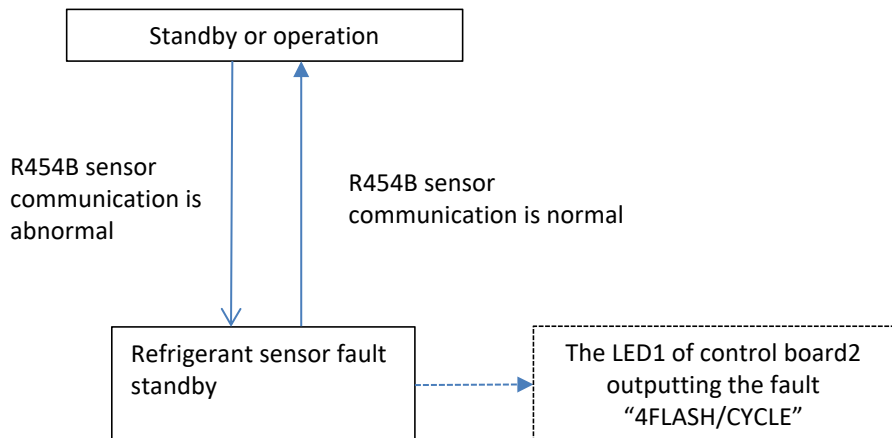 Standby or operation
R454B sensor
communication is
abnormal
R454B sensor
communication is normal
Refrigerant sensor fault
standby
The LED1 of control board2
outputting the fault
“4FLASH/CYCLE”